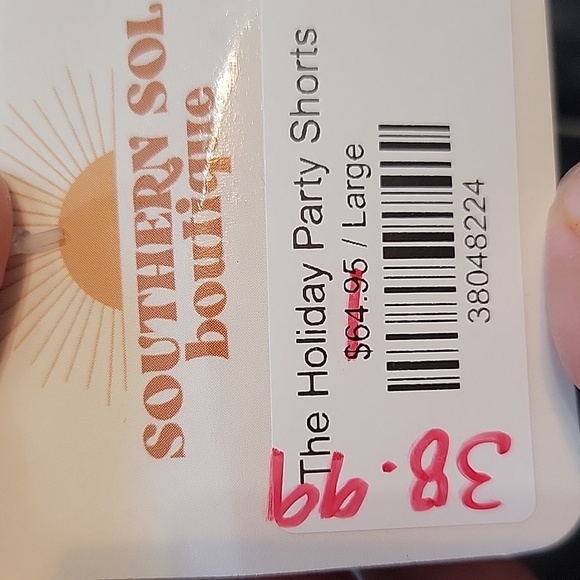 SOUTHERN SOL
boutique
The Holiday Party Shorts
$64.95 / Large
38048224
38.99